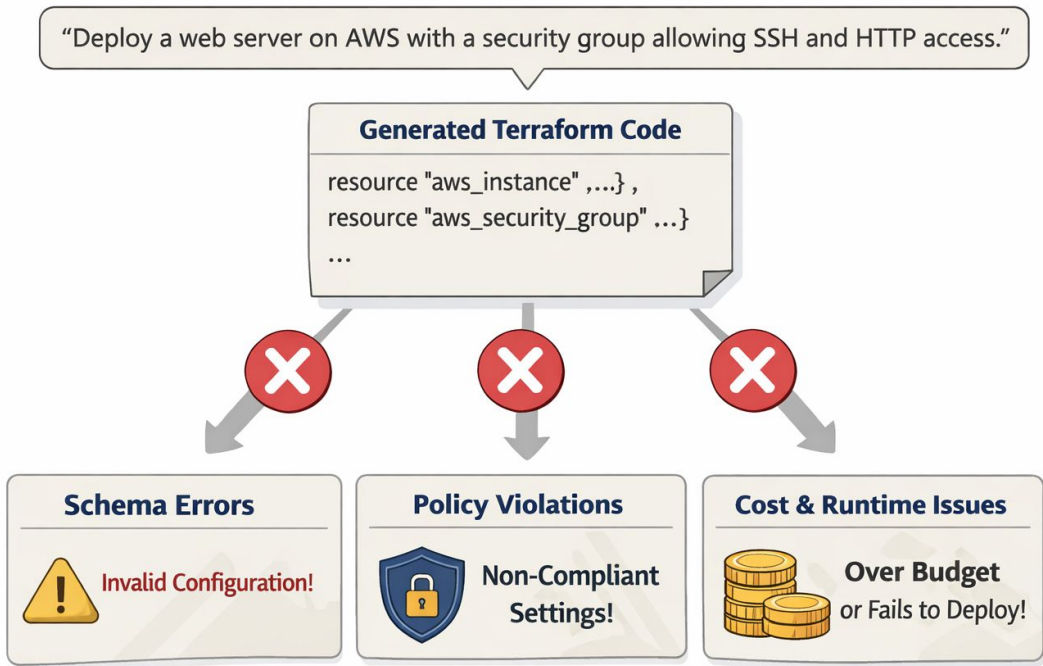 “Deploy a web server on AWS with a security group allowing SSH and HTTP access.”
Generated Terraform Code
resource "aws_instance" ,...} ,
resource "aws_security_group" ...}
...
Schema Errors
Invalid Configuration!
Policy Violations
Non-Compliant
Settings!
Cost & Runtime Issues
Over Budget
or Fails to Deploy!